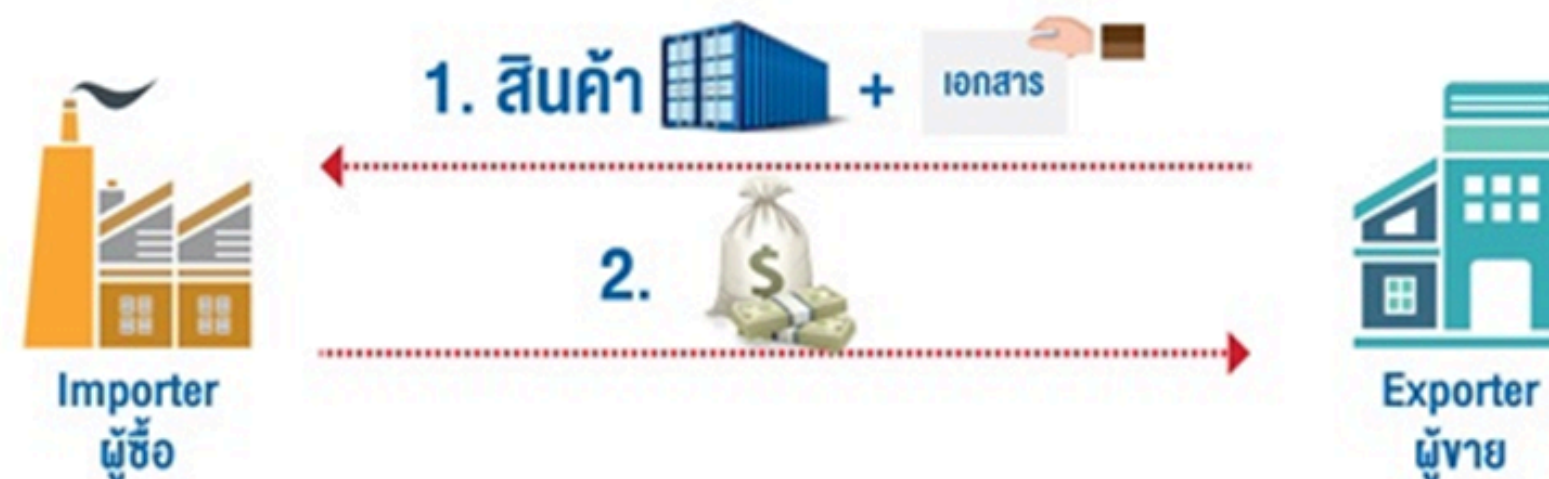 1. สินค้า + เอกสาร
2. $
Importer
ผู้ซื้อ
Exporter
ผู้ขาย